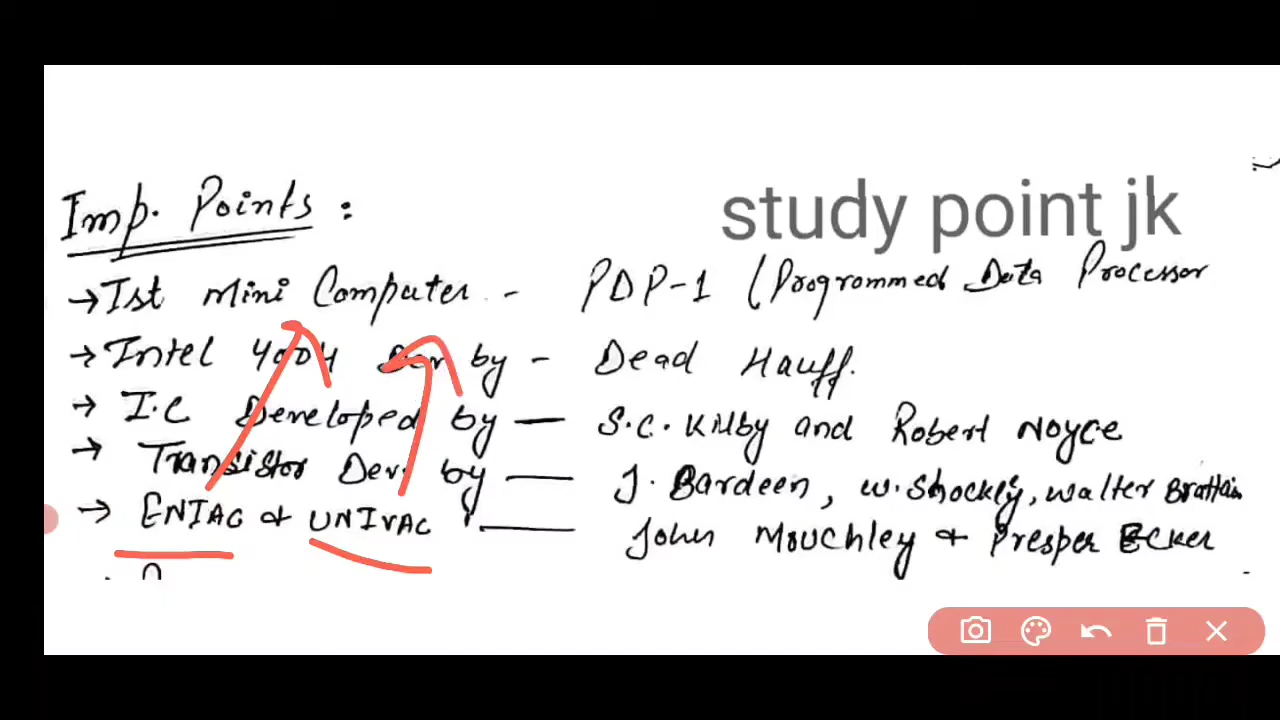 Imp. Points :
study point jk
→ Ist Mini Computer - PDP-1 (Programmed Data Processor
→ Intel 4004 Dev by - Dead Hauff.
→ I.C Developed by — S.C. Kilby and Robert Noyce
→ Transistor Dev by — J. Bardeen, W. Shockly, Walter Brattain
→ ENIAC & UNIVAC — John Mouchley & Presper Ecker